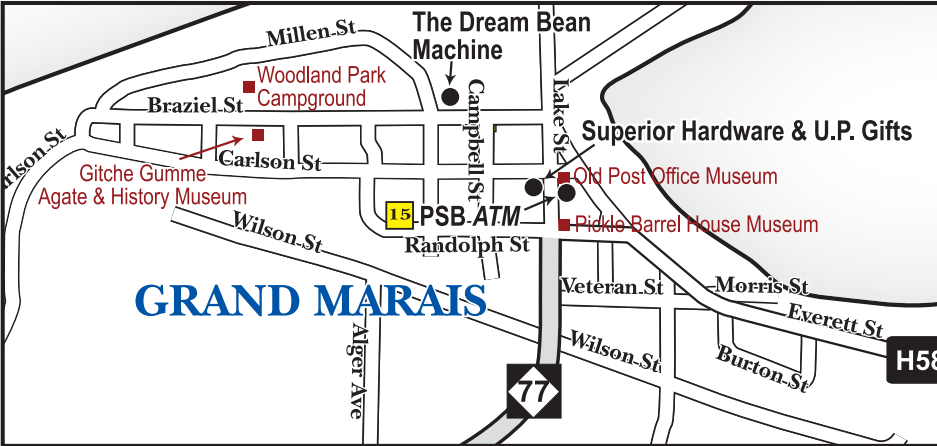 The Dream Bean
Machine
Millen St
Woodland Park
Campground
Braziel St
Campbell St
Lake St
Superior Hardware & U.P. Gifts
arlson St
Carlson St
Gitche Gumme
Agate & History Museum
Old Post Office Museum
15
PSB ATM
Pickle Barrel House Museum
Wilson St
Randolph St
GRAND MARAIS
Veteran St
Morris St
Everett St
Alger Ave
Wilson St
Burton St
H58
77